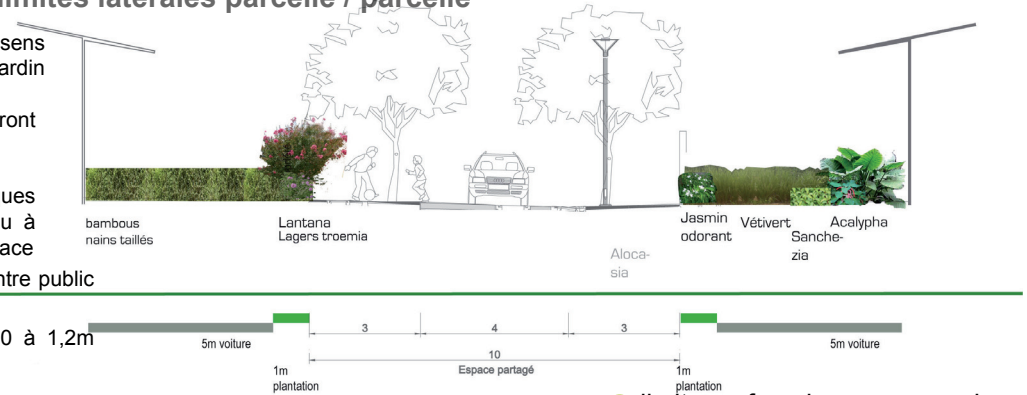 limites latérales parcelle / parcelle
sens
ardin
ront
ues
u à
ace
ntre public
0 à 1,2m
bambous
nains taillés
Lantana
Lagers troemia
Aloca-
sia
Jasmin
odorant
Vétivert
Sanche-
zia
Acalypha
5m voiture
1m
plantation
3
4
3
10
Espace partagé
1m
plantation
5m voiture